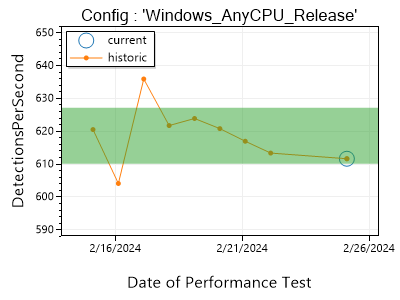 Config : 'Windows_AnyCPU_Release'
current
historic
DetectionsPerSecond
650
640
630
620
610
600
590
2/16/2024
2/21/2024
2/26/2024
Date of Performance Test